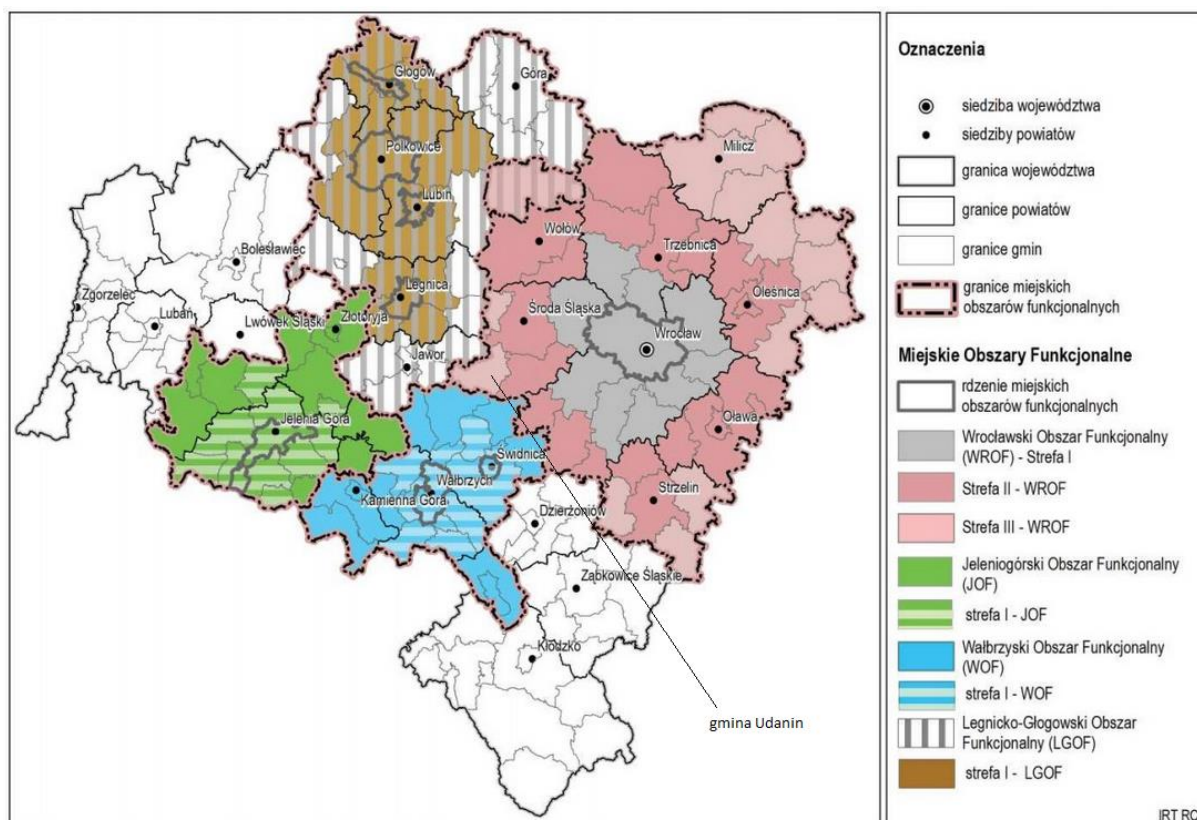 Głogów
Góra
Polkowice
Milicz
Lubin
Wołów
Trzebnica
Bolesławiec
Legnica
Oleśnica
Zgorzelec
Środa Śląska
Lubań
Lwówek Śląski
Złotoryja
Wrocław
Jawor
Jelenia Góra
Oława
Świdnica
Wałbrzych
Kamienna Góra
Strzelin
Dzierżoniów
Ząbkowice Śląskie
Kłodzko
gmina Udanin
Oznaczenia
siedziba województwa
siedziby powiatów
granica województwa
granice powiatów
granice gmin
granice miejskich
obszarów funkcjonalnych
Miejskie Obszary Funkcjonalne
rdzenie miejskich
obszarów funkcjonalnych
Wrocławski Obszar Funkcjonalny
(WROF) - Strefa I
Strefa II - WROF
Strefa III - WROF
Jeleniogórski Obszar Funkcjonalny
(JOF)
strefa I - JOF
Wałbrzyski Obszar Funkcjonalny
(WOF)
strefa I - WOF
Legnicko-Głogowski Obszar
Funkcjonalny (LGOF)
strefa I - LGOF
IRT RO